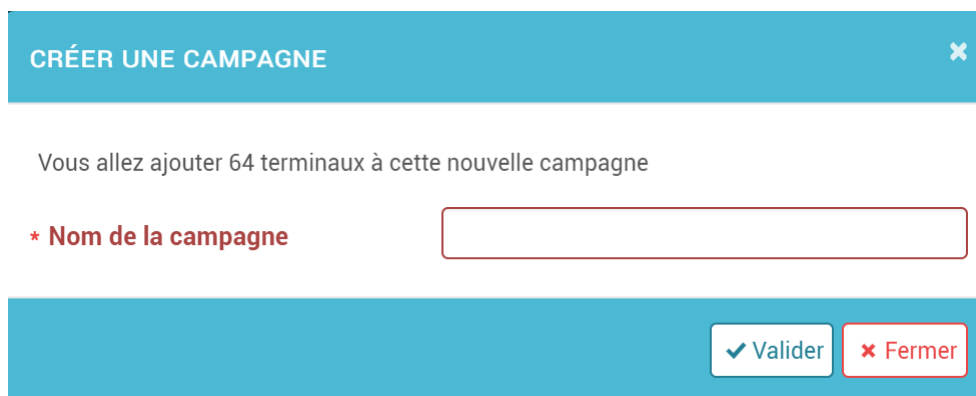 CRÉER UNE CAMPAGNE
Vous allez ajouter 64 terminaux à cette nouvelle campagne
* Nom de la campagne
Valider
Fermer